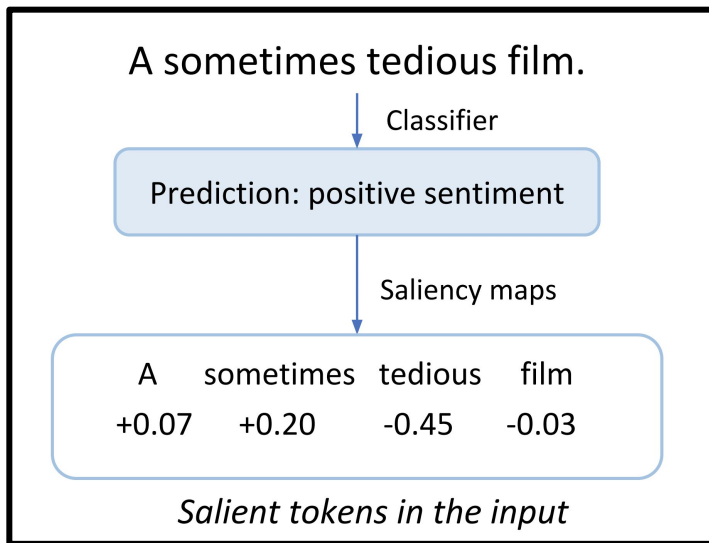 A sometimes tedious film.
Classifier
Prediction: positive sentiment
Saliency maps
A sometimes tedious film
+0.07 +0.20 -0.45 -0.03
Salient tokens in the input